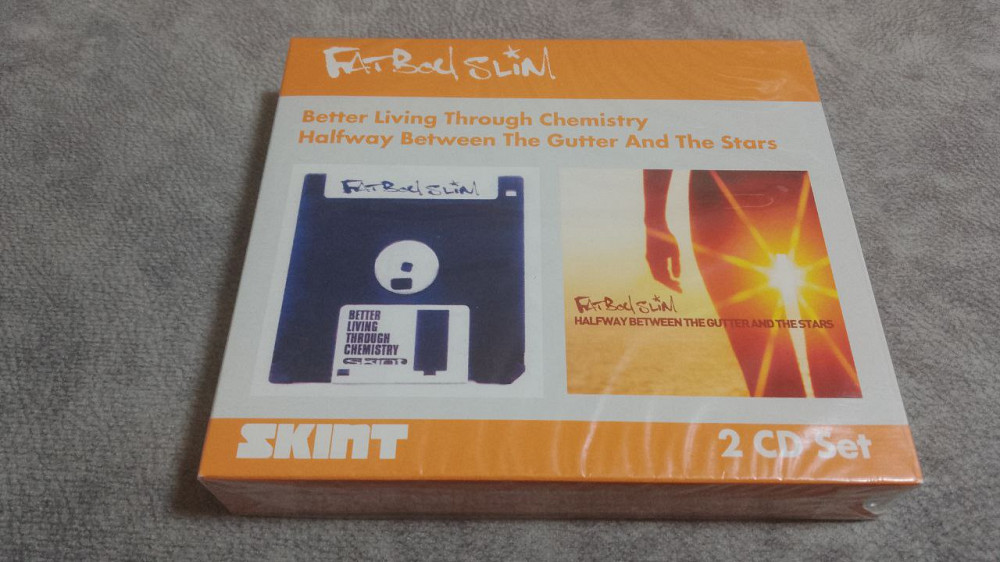 FATBOY SLIM
Better Living Through Chemistry
Halfway Between The Gutter And The Stars
FATBOY SLIM
BETTER
LIVING
THROUGH
CHEMISTRY
SKINT
FATBOY SLIM
HALFWAY BETWEEN THE GUTTER AND THE STARS
SKINT
2 CD Set